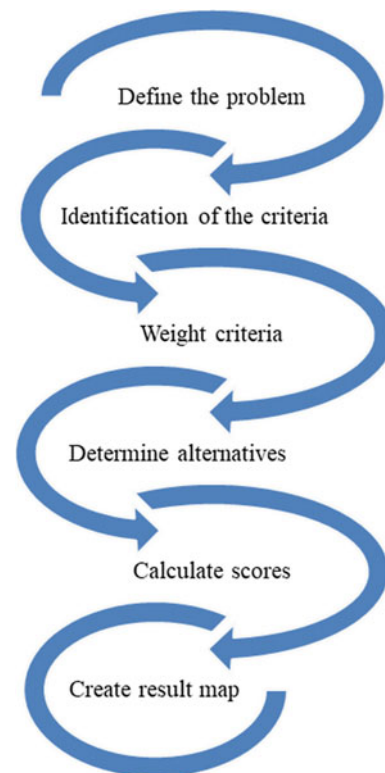 Define the problem
Identification of the criteria
Weight criteria
Determine alternatives
Calculate scores
Create result map